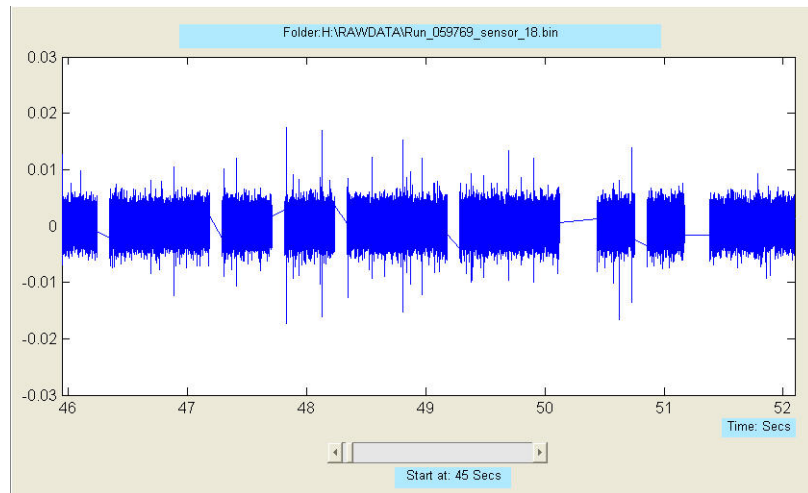 Folder:H:\RAWDATA\Run_059769_sensor_18.bin
0.03
0.02
0.01
0
-0.01
-0.02
-0.03
46 47 48 49 50 51 52
Time: Secs
Start at: 45 Secs